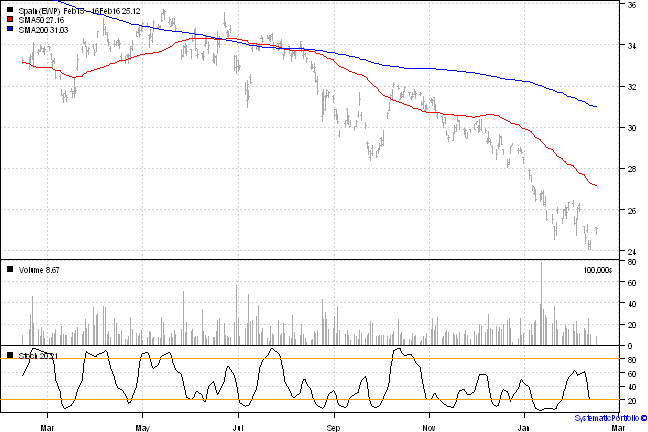 Spain (EWP) Feb18 - 16Feb16 25.12
SMA50 27.16
SMA200 31.03
36
34
32
30
28
26
24
Volume 8.67
100,000s
80
60
40
20
0
Stoch 20.21
80
60
40
20
Mar May Jul Sep Nov Jan Mar
SystematicPortfolio ©